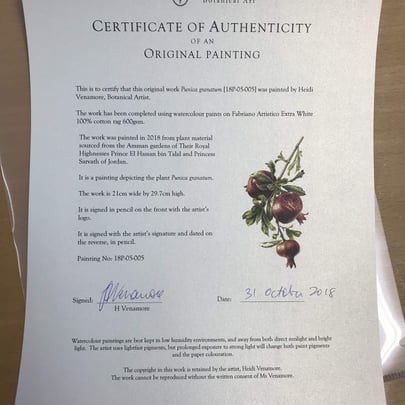 Botanical Art
CERTIFICATE OF AUTHENTICITY
OF AN
ORIGINAL PAINTING
This is to certify that this original work Punica granatum [18P-05-005] was painted by Heidi
Venamore, Botanical Artist.
The work has been completed using watercolour paints on Fabriano Artistico Extra White
100% cotton rag 600gsm.
The work was painted in 2018 from plant material
sourced from the Amman gardens of Their Royal
Highnesses Prince El Hassan bin Talal and Princess
Sarvath of Jordan.
It is a painting depicting the plant Punica granatum.
The work is 21cm wide by 29.7cm high.
It is signed in pencil on the front with the artist's
logo.
It is signed with the artist's signature and dated on
the reverse, in pencil.
Painting No: 18P-05-005
Signed: HVenamore Date: 31 October 2018
H Venamore
Watercolour paintings are best kept in low humidity environments, and away from both direct sunlight and bright
light. The artist uses lightfast pigments, but prolonged exposure to strong light will change both paint pigments
and the paper colouration.
The copyright in this work is retained by the artist, Heidi Venamore.
The work cannot be reproduced without the written consent of Ms Venamore.